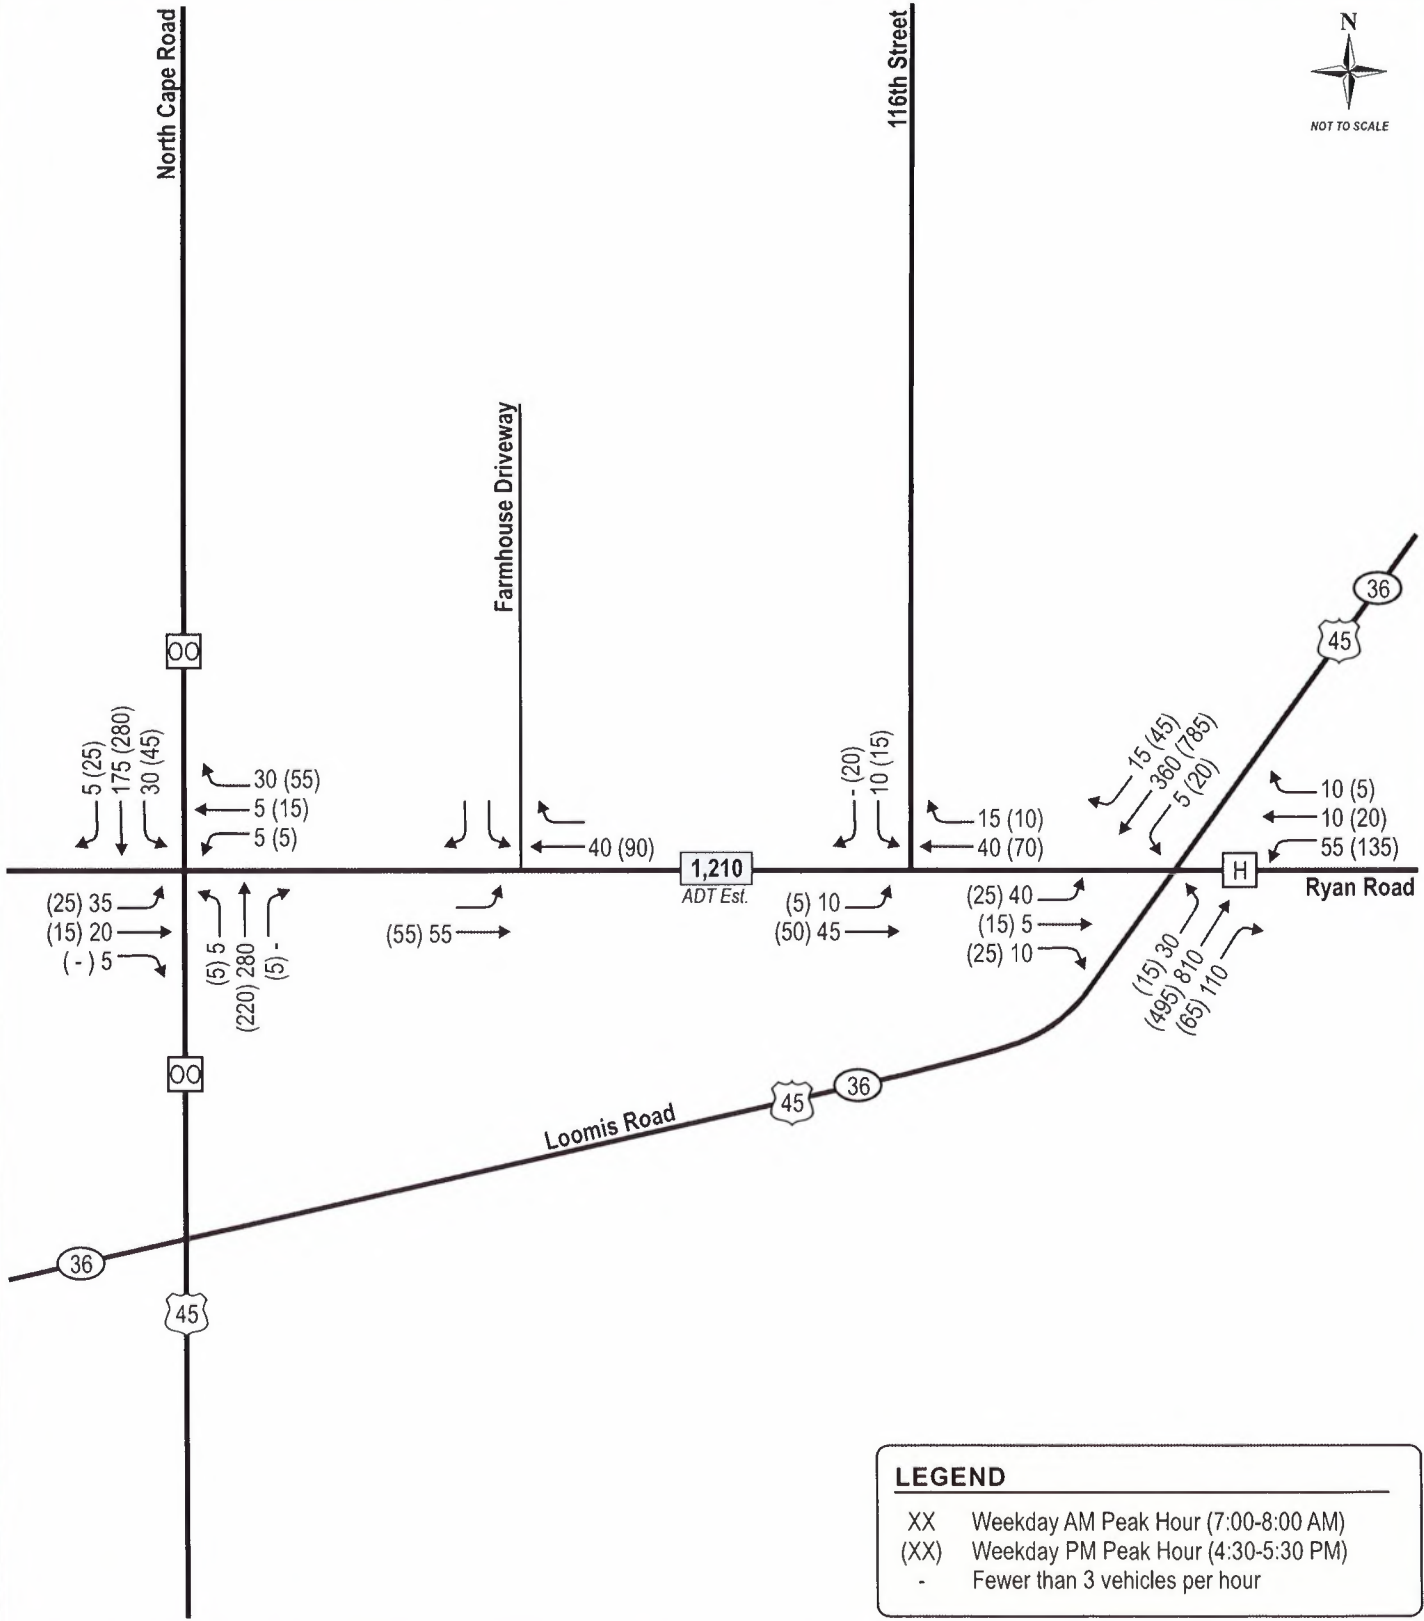 N
NOT TO SCALE
North Cape Road
116th Street
Farmhouse Driveway
36
45
OO
5 (25)
175 (280)
30 (45)
30 (55)
5 (15)
5 (5)
40 (90)
1,210
ADT Est.
- (20)
10 (15)
15 (10)
40 (70)
15 (45)
360 (785)
5 (20)
10 (5)
10 (20)
55 (135)
H
Ryan Road
(25) 35
(15) 20
( - ) 5
(5) 5
(220) 280
(5) -
(55) 55
(5) 10
(50) 45
(25) 40
(15) 5
(25) 10
(15) 30
(495) 810
(65) 110
OO
Loomis Road
45
36
36
45
LEGEND
XX Weekday AM Peak Hour (7:00-8:00 AM)
(XX) Weekday PM Peak Hour (4:30-5:30 PM)
- Fewer than 3 vehicles per hour